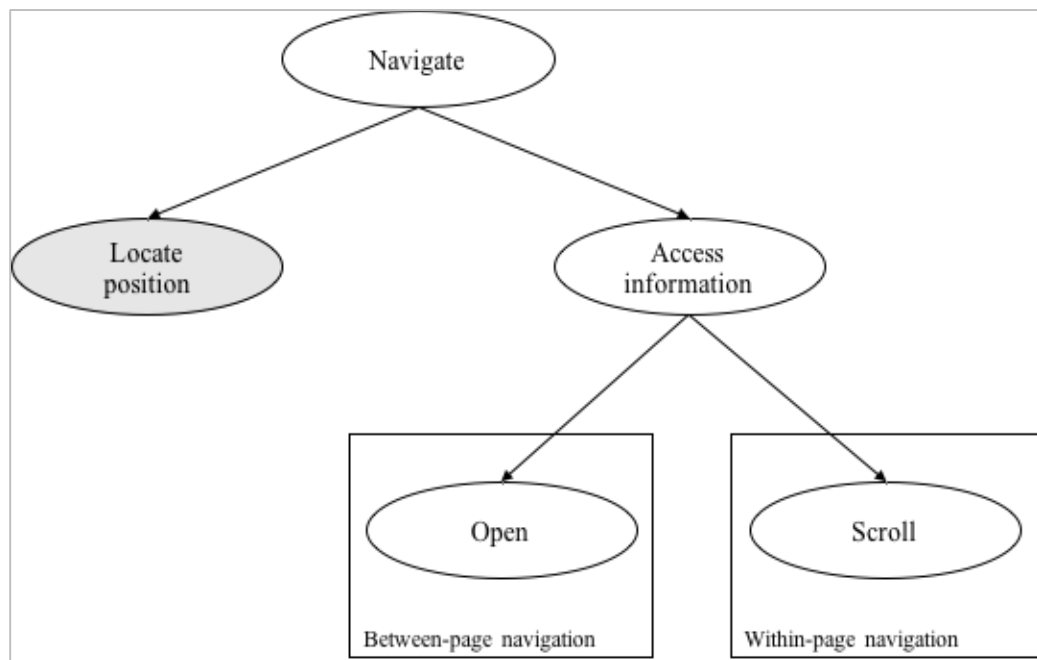 Navigate
Locate
position
Access
information
Open
Scroll
Between-page navigation
Within-page navigation